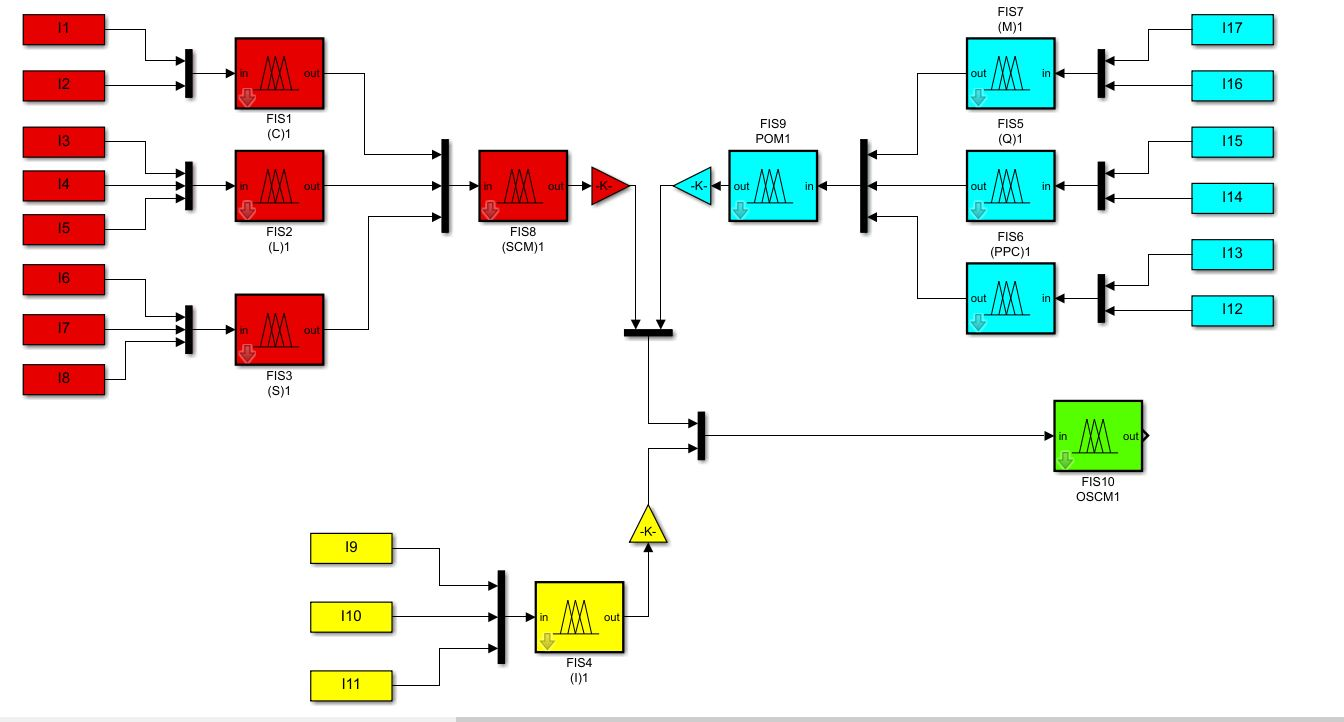 I1
I2
in
out
FIS1
(C)1
I3
I4
I5
in
out
FIS2
(L)1
I6
I7
I8
in
out
FIS3
(S)1
in
out
FIS8
(SCM)1
-K-
FIS9
POM1
-K-
out
in
FIS7
(M)1
out
in
I17
I16
FIS5
(Q)1
out
in
I15
I14
FIS6
(PPC)1
out
in
I13
I12
in
out
FIS10
OSCM1
-K-
I9
I10
I11
in
out
FIS4
(I)1